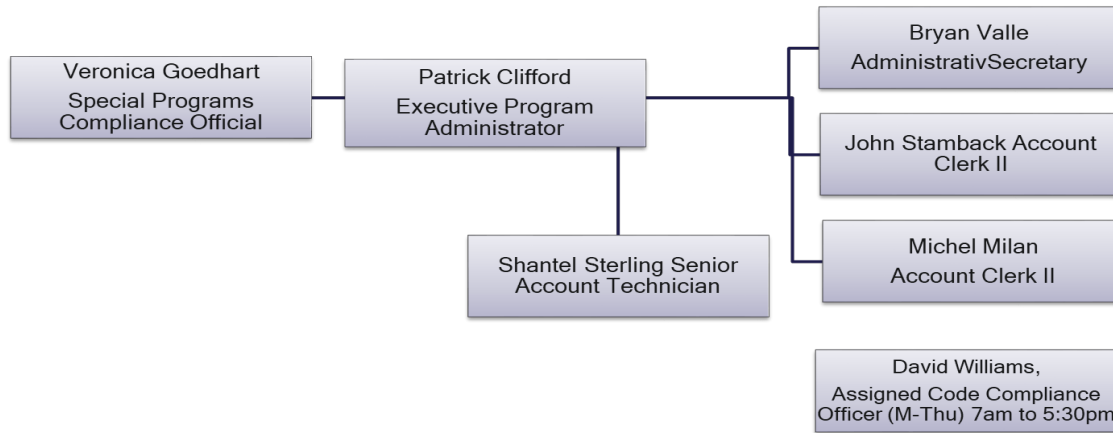 Veronica Goedhart
Special Programs
Compliance Official
Patrick Clifford
Executive Program
Administrator
Bryan Valle
AdministrativSecretary
John Stamback Account
Clerk II
Shantel Sterling Senior
Account Technician
Michel Milan
Account Clerk II
David Williams,
Assigned Code Compliance
Officer (M-Thu) 7am to 5:30pm